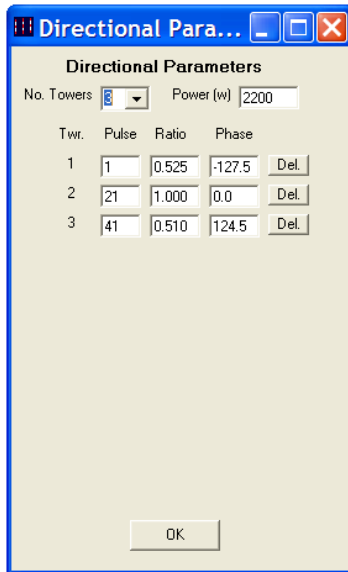 Directional Para...
Directional Parameters
No. Towers 3 Power (w) 2200
Twr. Pulse Ratio Phase
1 1 0.525 -127.5 Del.
2 21 1.000 0.0 Del.
3 41 0.510 124.5 Del.
OK